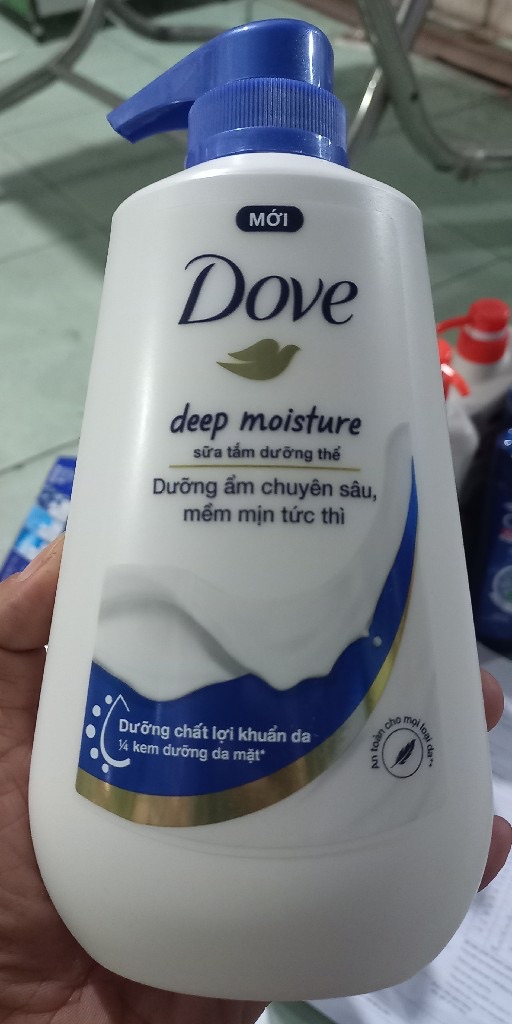 MỚI
Dove
deep moisture
sữa tắm dưỡng thể
Dưỡng ẩm chuyên sâu,
mềm mịn tức thì
Dưỡng chất lợi khuẩn da
¼ kem dưỡng da mặt*
An toàn cho mọi loại da**